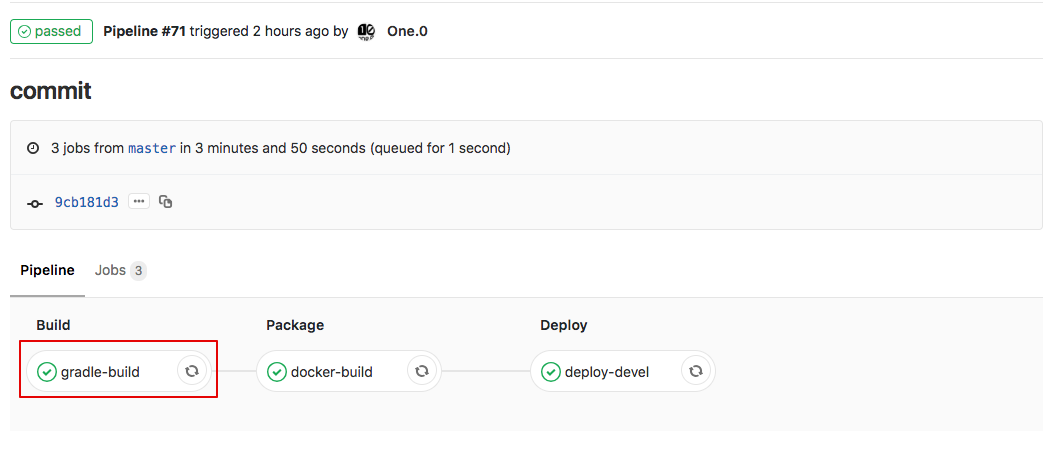 passed Pipeline #71 triggered 2 hours ago by One.0
commit
3 jobs from master in 3 minutes and 50 seconds (queued for 1 second)
9cb181d3
Pipeline Jobs 3
Build Package Deploy
gradle-build docker-build deploy-devel